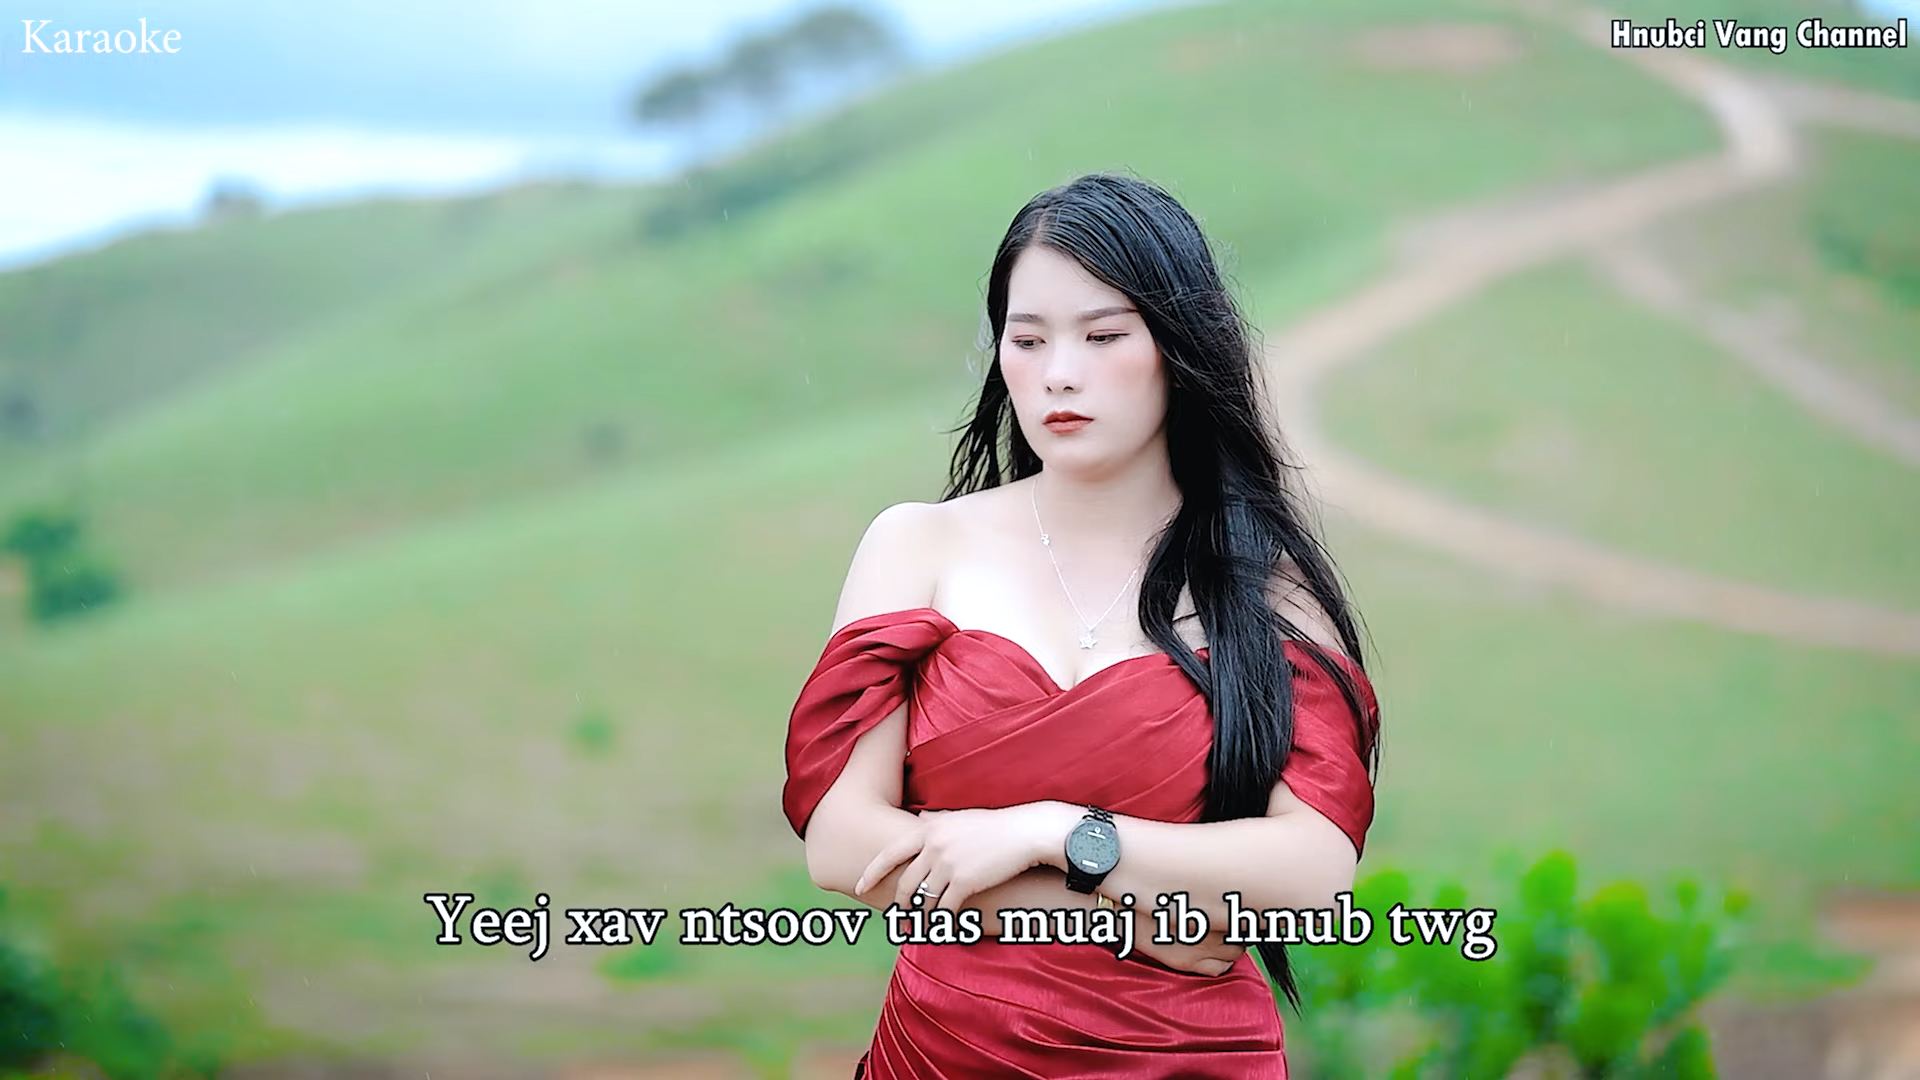 Karaoke
Hnubci Vang Channel
Yeej xav ntsoov tias muaj ib hnub twg